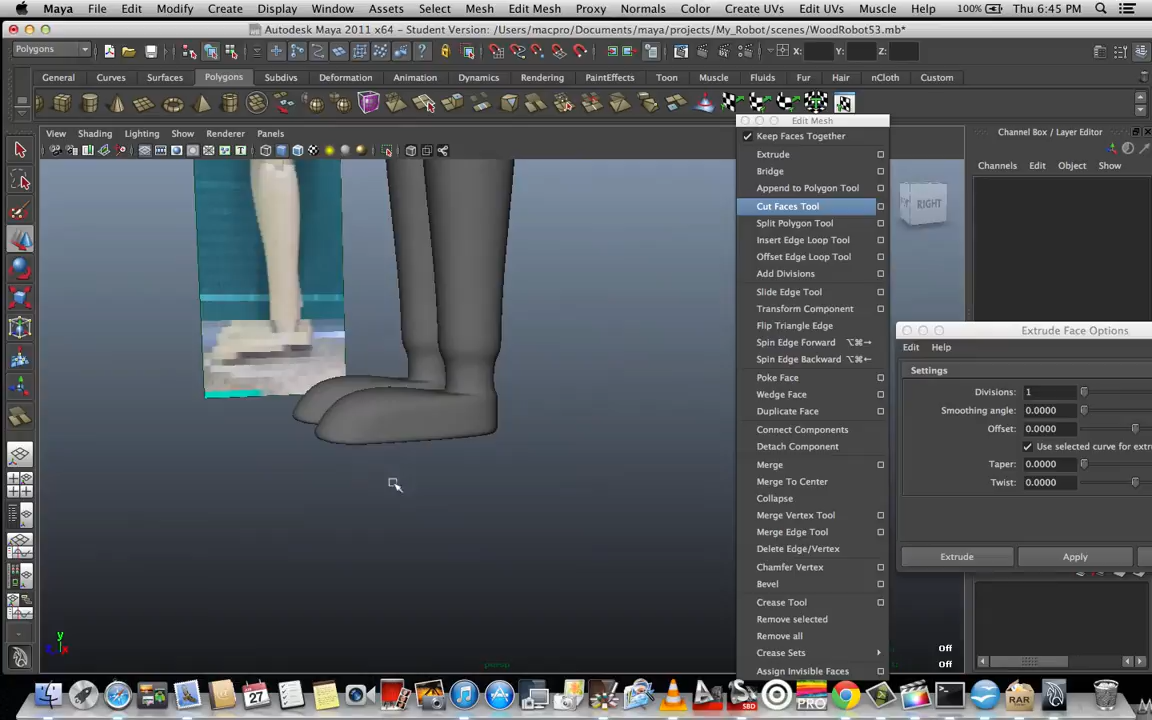 Maya File Edit Modify Create Display Window Assets Select Mesh Edit Mesh Proxy Normals Color Create UVs Edit UVs Muscle Help 100% Thu 6:45 PM
Autodesk Maya 2011 x64 - Student Version: /Users/macpro/Documents/maya/projects/My_Robot/scenes/WoodRobot53.mb*
Polygons X: Y: Z:
General Curves Surfaces Polygons Subdivs Deformation Animation Dynamics Rendering PaintEffects Toon Muscle Fluids Fur Hair nCloth Custom
Edit Mesh
View Shading Lighting Show Renderer Panels
Channel Box / Layer Editor
Keep Faces Together
Extrude
Channels Edit Object Show
Bridge
Append to Polygon Tool
Cut Faces Tool
RIGHT
Split Polygon Tool
Insert Edge Loop Tool
Offset Edge Loop Tool
Add Divisions
Slide Edge Tool
Transform Component
Flip Triangle Edge
Extrude Face Options
Spin Edge Forward ⌥⌘→
Edit Help
Spin Edge Backward ⌥⌘←
Settings
Poke Face
Divisions: 1
Wedge Face
Smoothing angle: 0.0000
Duplicate Face
Offset: 0.0000
Connect Components
Use selected curve for extr
Detach Component
Taper: 0.0000
Merge
Twist: 0.0000
Merge To Center
Collapse
Merge Vertex Tool
Merge Edge Tool
Delete Edge/Vertex
Extrude Apply
Chamfer Vertex
Bevel
Crease Tool
Remove selected
Remove all
y
Crease Sets
Off
z x
persp
Off
Assign Invisible Faces
27
SBD
PRO
RAR